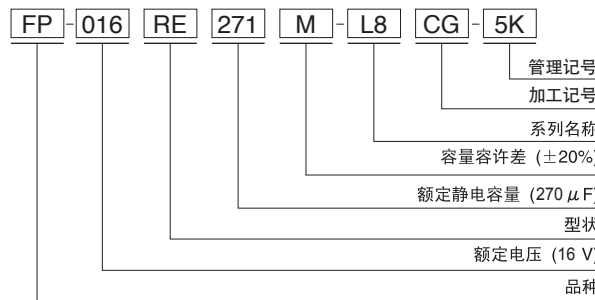 FP-016 RE 271 M-L8 CG-5K
管理记号
加工记号
系列名称
容量容许差 (±20%)
额定静电容量 (270 μF)
型状
额定电压 (16 V)
品种